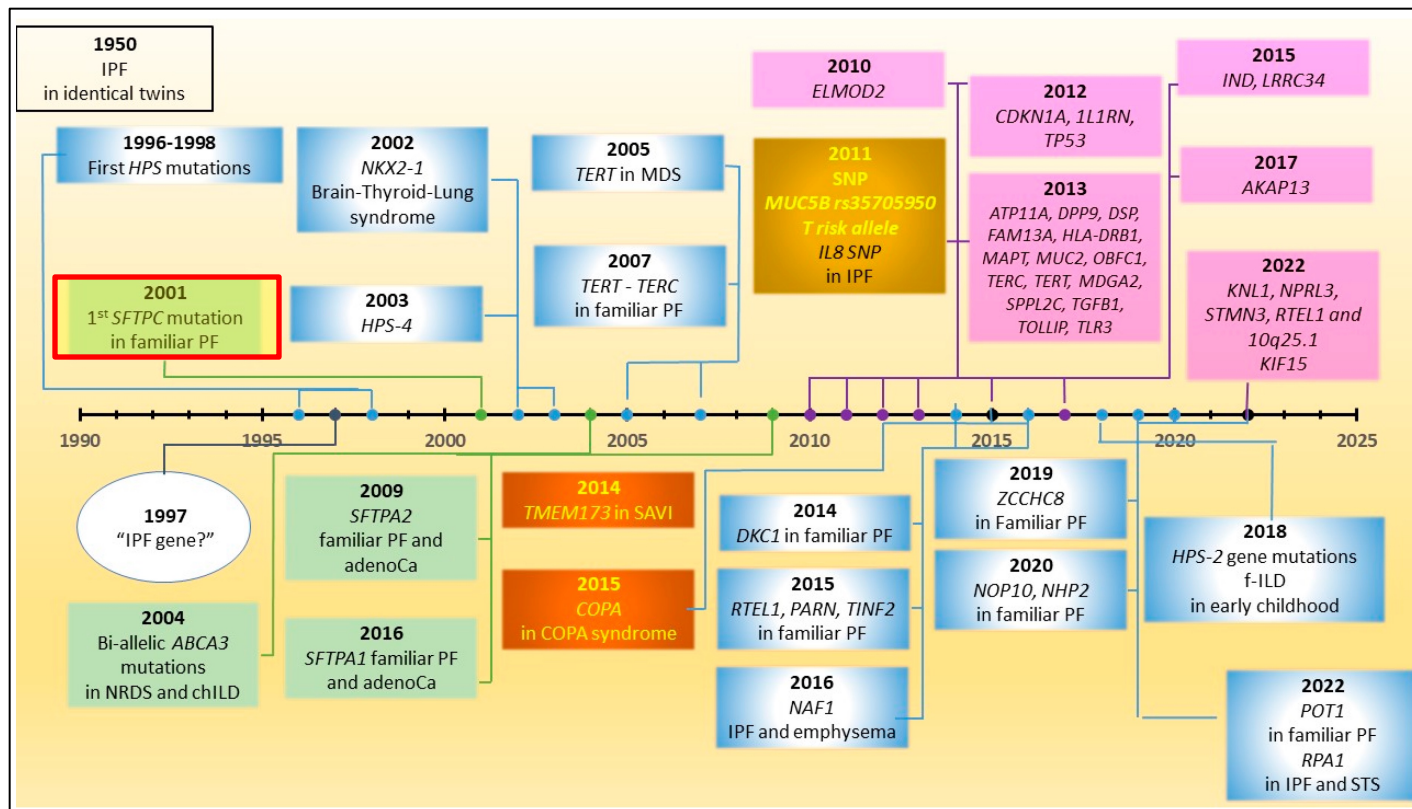 1950
IPF
in identical twins
1996-1998
First HPS mutations
2001
1st SFTPC mutation
in familiar PF
2002
NKX2-1
Brain-Thyroid-Lung
syndrome
2003
HPS-4
2005
TERT in MDS
2007
TERT - TERC
in familiar PF
2010
ELMOD2
2011
SNP
MUC5B rs35705950
T risk allele
IL8 SNP
in IPF
2012
CDKN1A, 1L1RN,
TP53
2013
ATP11A, DPP9, DSP,
FAM13A, HLA-DRB1,
MAPT, MUC2, OBFC1,
TERC, TERT, MDGA2,
SPPL2C, TGFB1,
TOLLIP, TLR3
2015
IND, LRRC34
2017
AKAP13
2022
KNL1, NPRL3,
STMN3, RTEL1 and
10q25.1
KIF15
1990 1995 2000 2005 2010 2015 2020 2025
1997
“IPF gene?”
2004
Bi-allelic ABCA3
mutations
in NRDS and chILD
2009
SFTPA2
familiar PF and
adenoCa
2016
SFTPA1 familiar PF
and adenoCa
2014
TMEM173 in SAVI
2015
COPA
in COPA syndrome
2014
DKC1 in familiar PF
2015
RTEL1, PARN, TINF2
in familiar PF
2016
NAF1
IPF and emphysema
2019
ZCCHC8
in Familiar PF
2020
NOP10, NHP2
in familiar PF
2018
HPS-2 gene mutations
f-ILD
in early childhood
2022
POT1
in familiar PF
RPA1
in IPF and STS